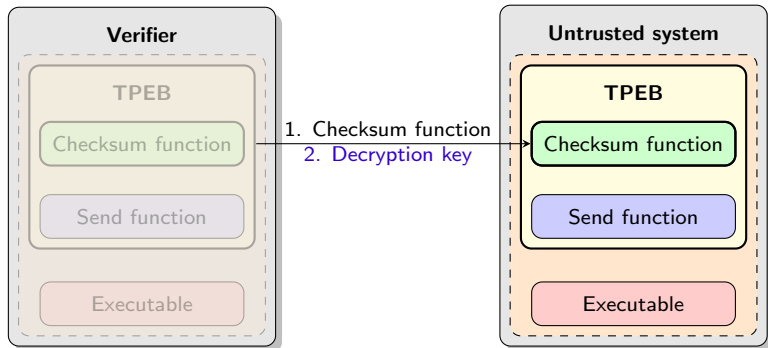 Verifier
TPEB
Checksum function
Send function
Executable
1. Checksum function
2. Decryption key
Untrusted system
TPEB
Checksum function
Send function
Executable